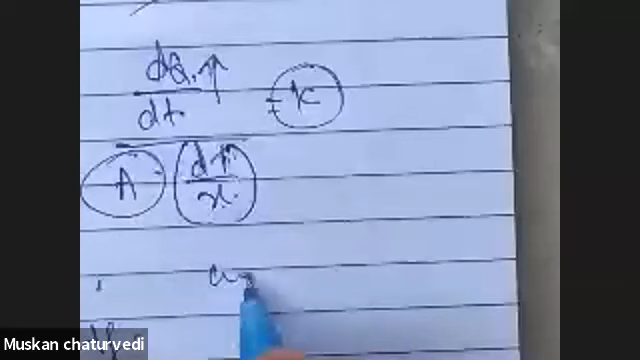 dQ ↑
dt = K
A (dT
x)
Muskan chaturvedi